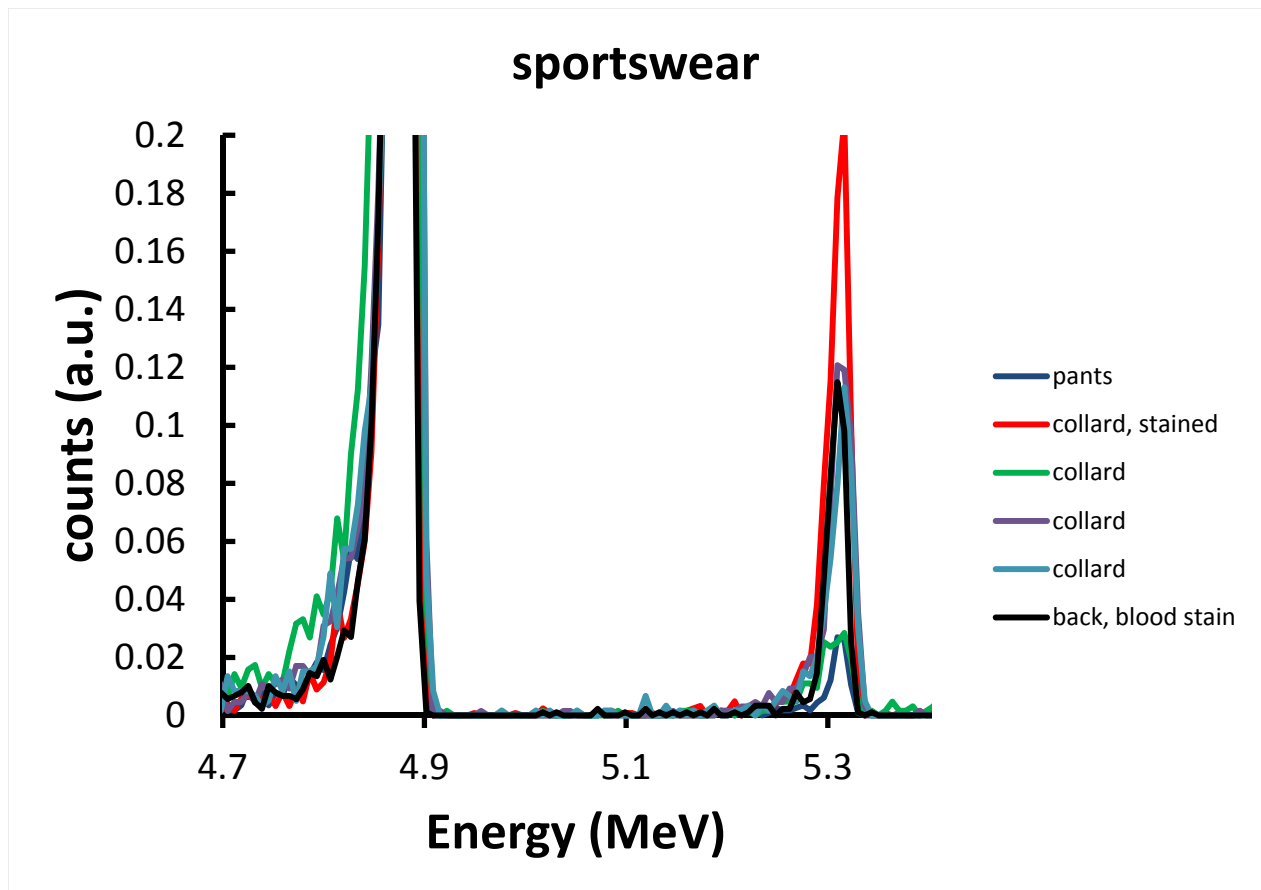 sportswear
0.2
0.18
0.16
0.14
0.12
0.1
0.08
0.06
0.04
0.02
0
counts (a.u.)
4.7 4.9 5.1 5.3
Energy (MeV)
pants
collard, stained
collard
collard
collard
back, blood stain